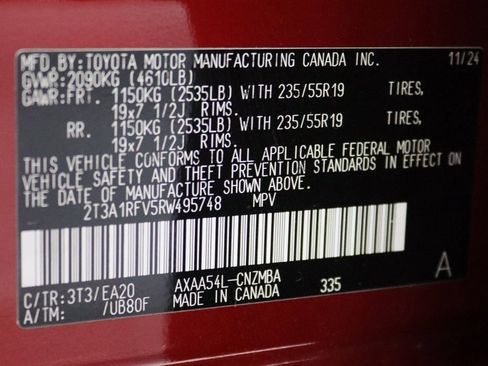 MFD. BY: TOYOTA MOTOR MANUFACTURING CANADA INC. 11/24
GVWR: 2090KG (4610LB)
GAWR: FRT. 1150KG (2535LB) WITH 235/55R19 TIRES,
19x7 1/2J RIMS.
RR. 1150KG (2535LB) WITH 235/55R19 TIRES,
19x7 1/2J RIMS.
THIS VEHICLE CONFORMS TO ALL APPLICABLE FEDERAL MOTOR
VEHICLE SAFETY AND THEFT PREVENTION STANDARDS IN EFFECT ON
THE DATE OF MANUFACTURE SHOWN ABOVE.
2T3A1RFV5RW495748 MPV
C/TR: 3T3/EA20 AXAA54L-CNZMBA A
A/TM: /UB80F MADE IN CANADA 335